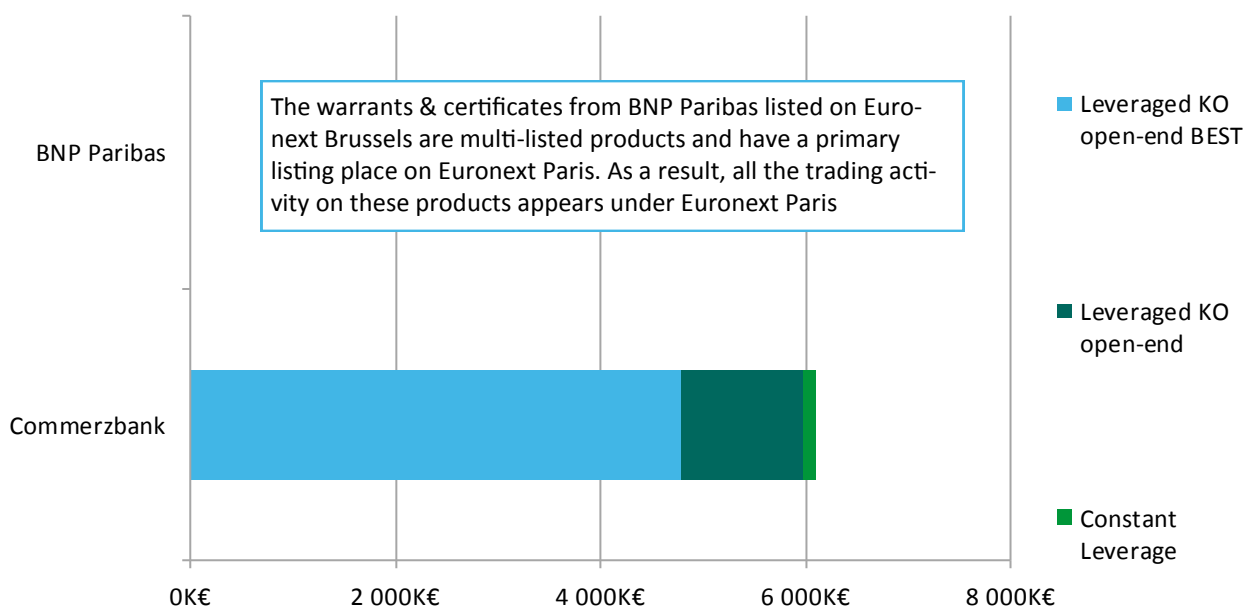 The warrants & certificates from BNP Paribas listed on Euro-
next Brussels are multi-listed products and have a primary
listing place on Euronext Paris. As a result, all the trading acti-
vity on these products appears under Euronext Paris
BNP Paribas
Commerzbank
0K€ 2 000K€ 4 000K€ 6 000K€ 8 000K€
Leveraged KO
open-end BEST
Leveraged KO
open-end
Constant
Leverage